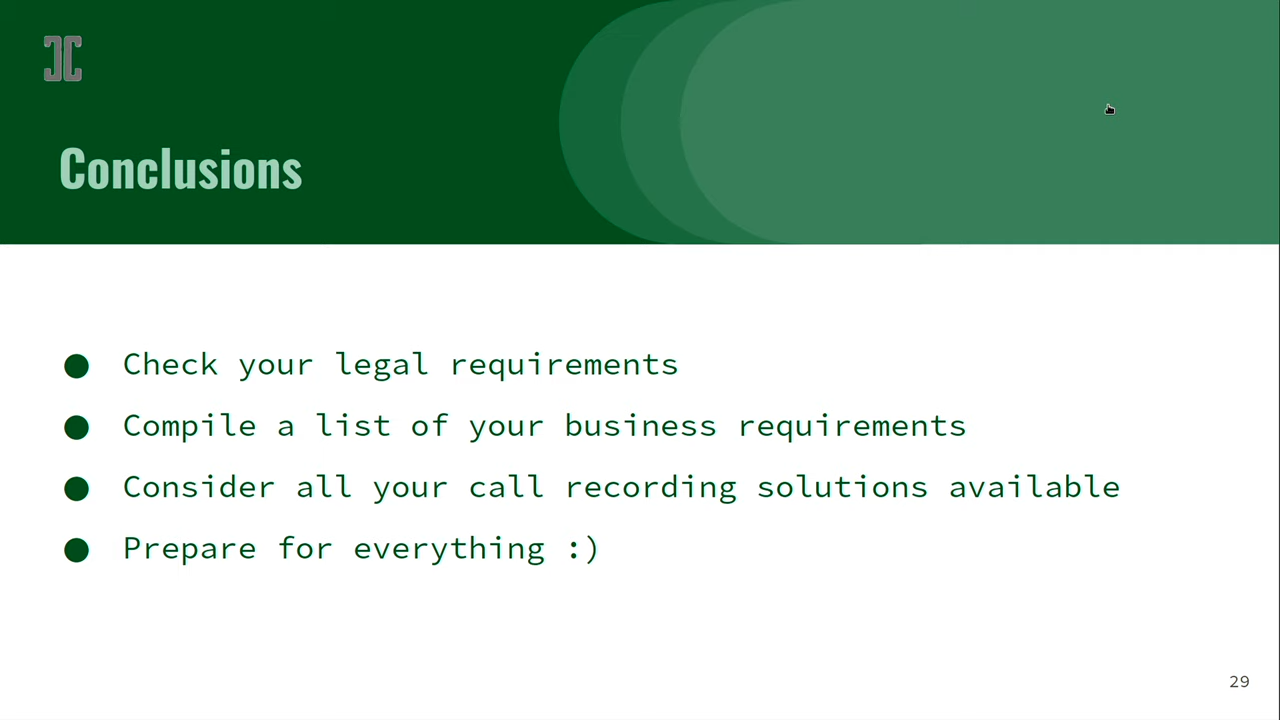 Conclusions
● Check your legal requirements
● Compile a list of your business requirements
● Consider all your call recording solutions available
● Prepare for everything :)
29